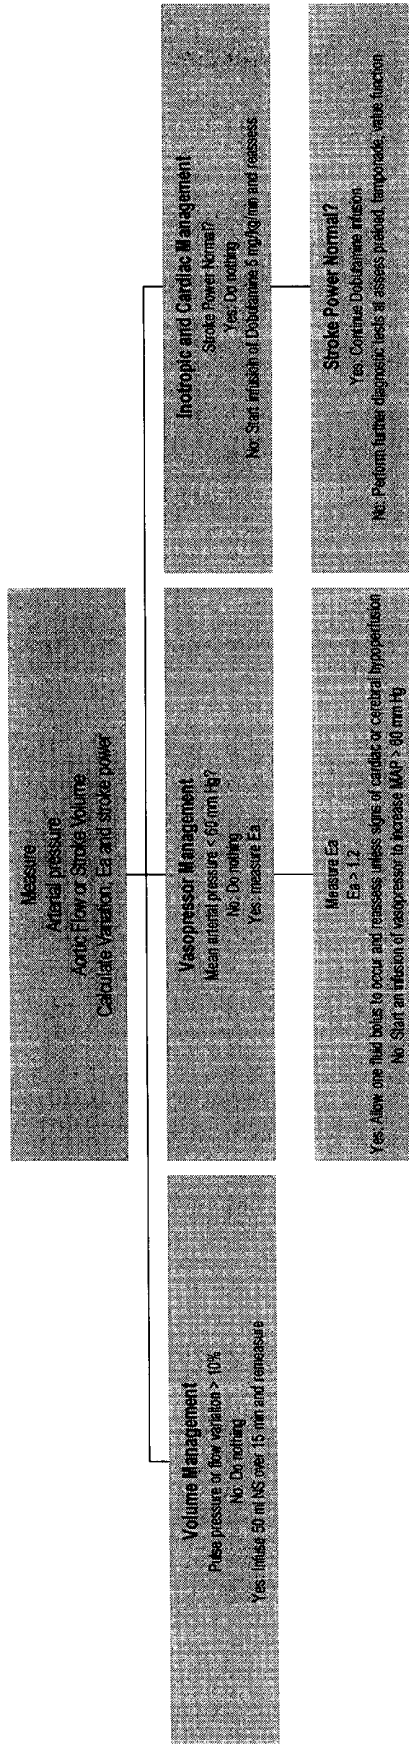 Measure
Arterial pressure
Aortic Flow or Stroke Volume
Calculate Variation, Ea and stroke power
Volume Management
Pulse pressure or flow variation > 10%
No: Do nothing
Yes: Infuse 50 ml NS over 15 min and remeasure
Vasopressor Management
Mean arterial pressure < 60 mm Hg?
No: Do nothing
Yes: measure Ea
Measure Ea
Ea > 1.2
Yes: Allow one fluid bolus to occur and reassess unless signs of cardiac or cerebral hypoperfusion
No: Start an infusion of vasopressor to increase MAP > 60 mm Hg
Inotropic and Cardiac Management
Stroke Power Normal?
Yes: Do nothing
No: Start infusion of Dobutamine 5 mg/kg/min and reassess
Stroke Power Normal?
Yes: Continue Dobutamine infusion
No: Perform further diagnostic tests at assess preload, tamponade, value function